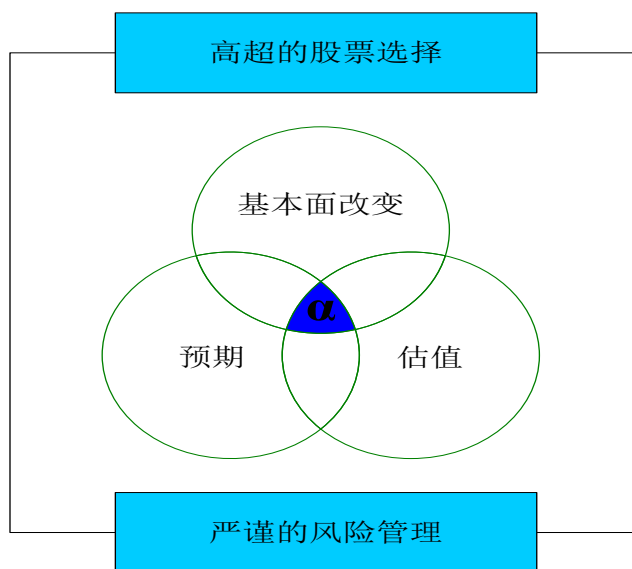 高超的股票选择
基本面改变
α
预期
估值
严谨的风险管理